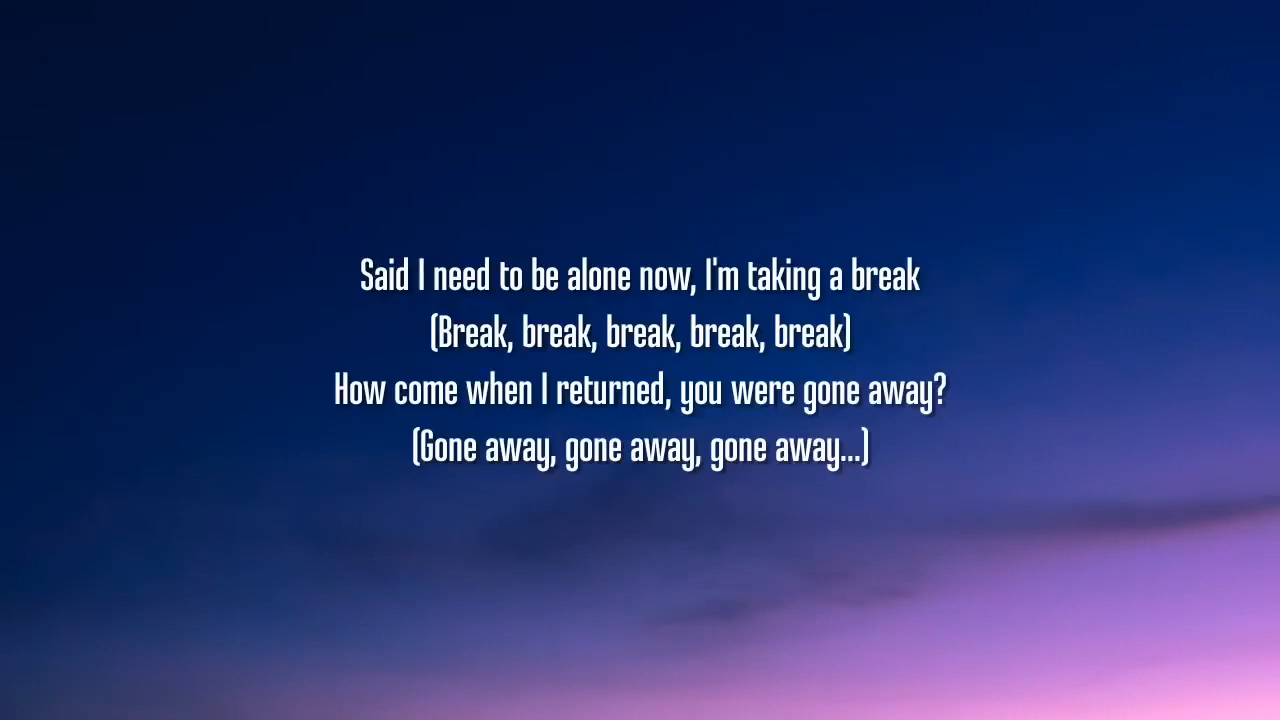 Said I need to be alone now, I'm taking a break
(Break, break, break, break, break)
How come when I returned, you were gone away?
(Gone away, gone away, gone away...)